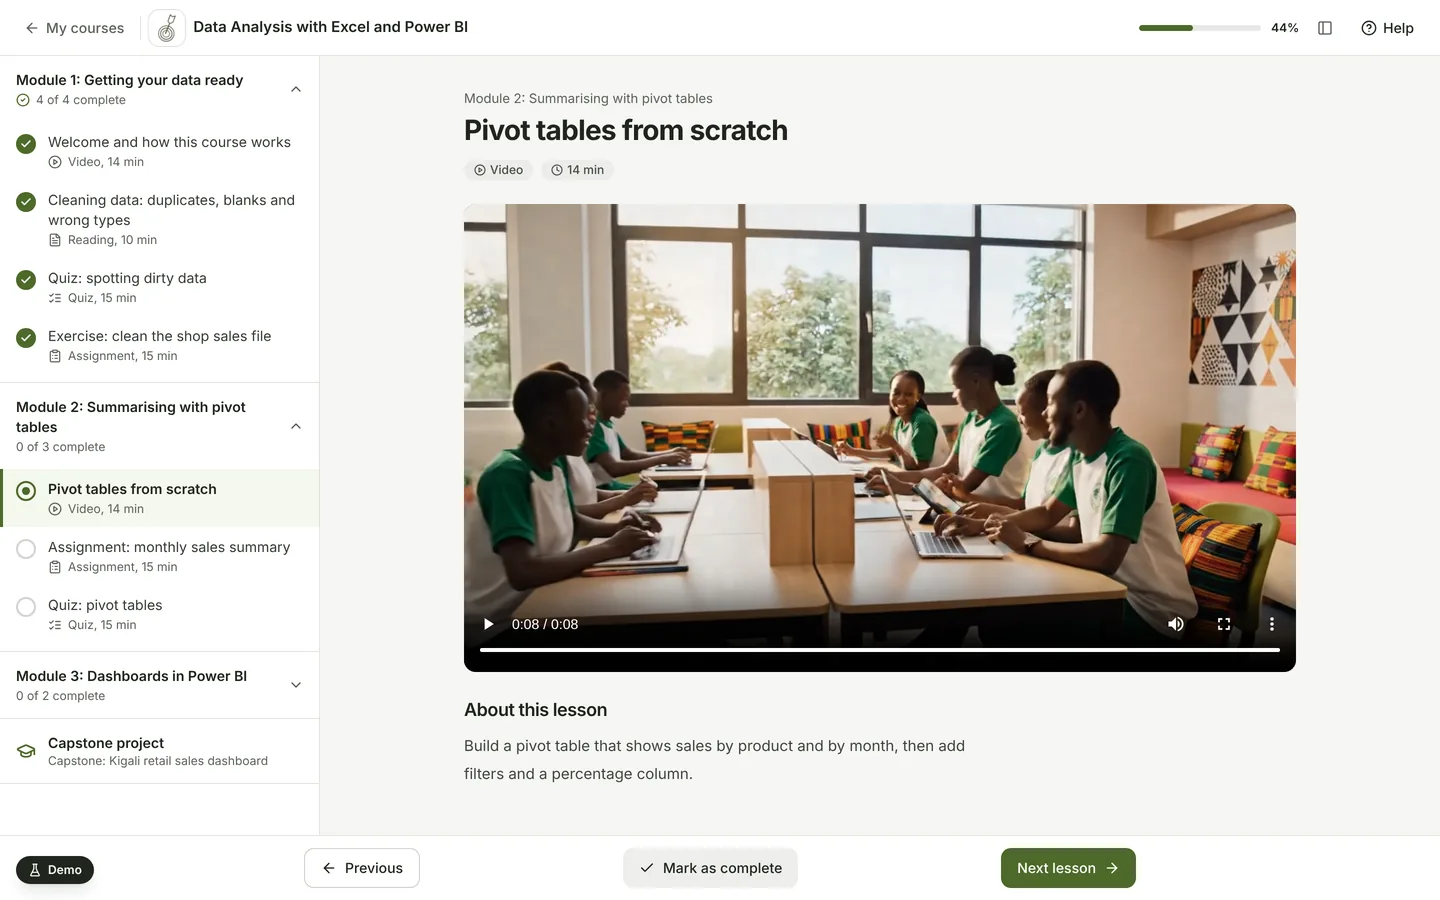 My courses
Data Analysis with Excel and Power BI
44%
Help
Module 1: Getting your data ready
4 of 4 complete
Welcome and how this course works
Video, 14 min
Cleaning data: duplicates, blanks and
wrong types
Reading, 10 min
Quiz: spotting dirty data
Quiz, 15 min
Exercise: clean the shop sales file
Assignment, 15 min
Module 2: Summarising with pivot
tables
0 of 3 complete
Pivot tables from scratch
Video, 14 min
Assignment: monthly sales summary
Assignment, 15 min
Quiz: pivot tables
Quiz, 15 min
Module 3: Dashboards in Power BI
0 of 2 complete
Capstone project
Capstone: Kigali retail sales dashboard
Module 2: Summarising with pivot tables
Pivot tables from scratch
Video
14 min
0:08 / 0:08
About this lesson
Build a pivot table that shows sales by product and by month, then add
filters and a percentage column.
Demo
Previous
Mark as complete
Next lesson